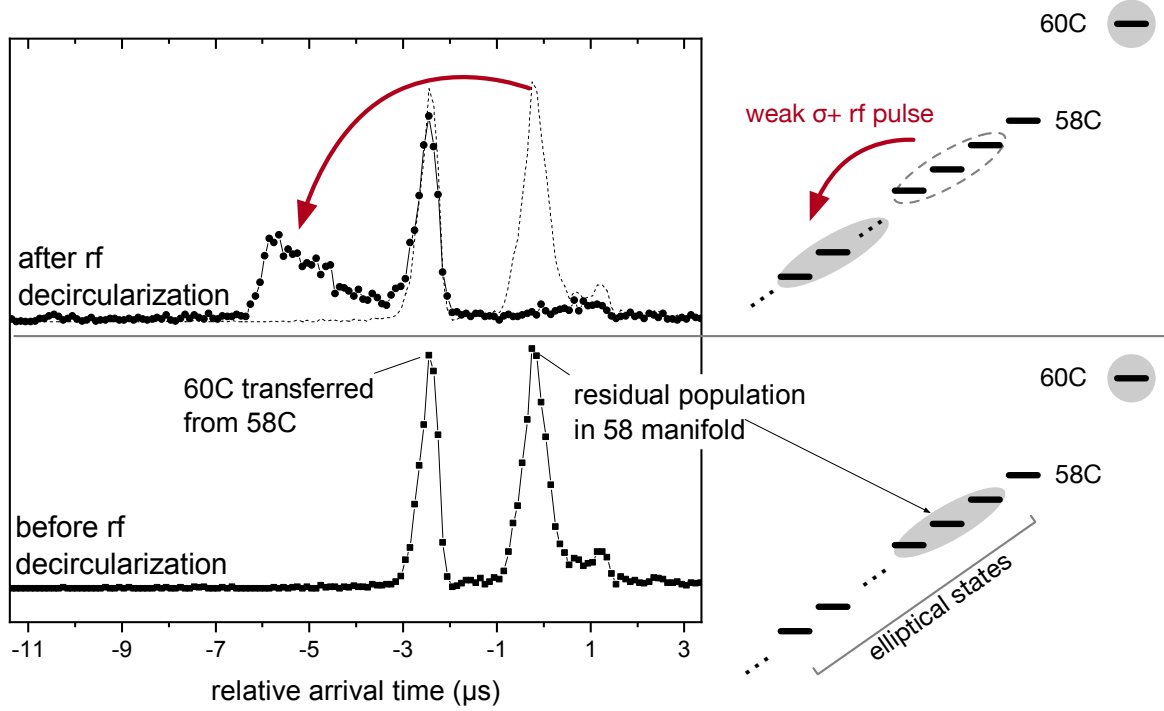 60C
weak σ+ rf pulse
58C
after rf
decircularization
60C transferred
from 58C
residual population
in 58 manifold
60C
58C
before rf
decircularization
elliptical states
-11 -9 -7 -5 -3 -1 1 3
relative arrival time (µs)